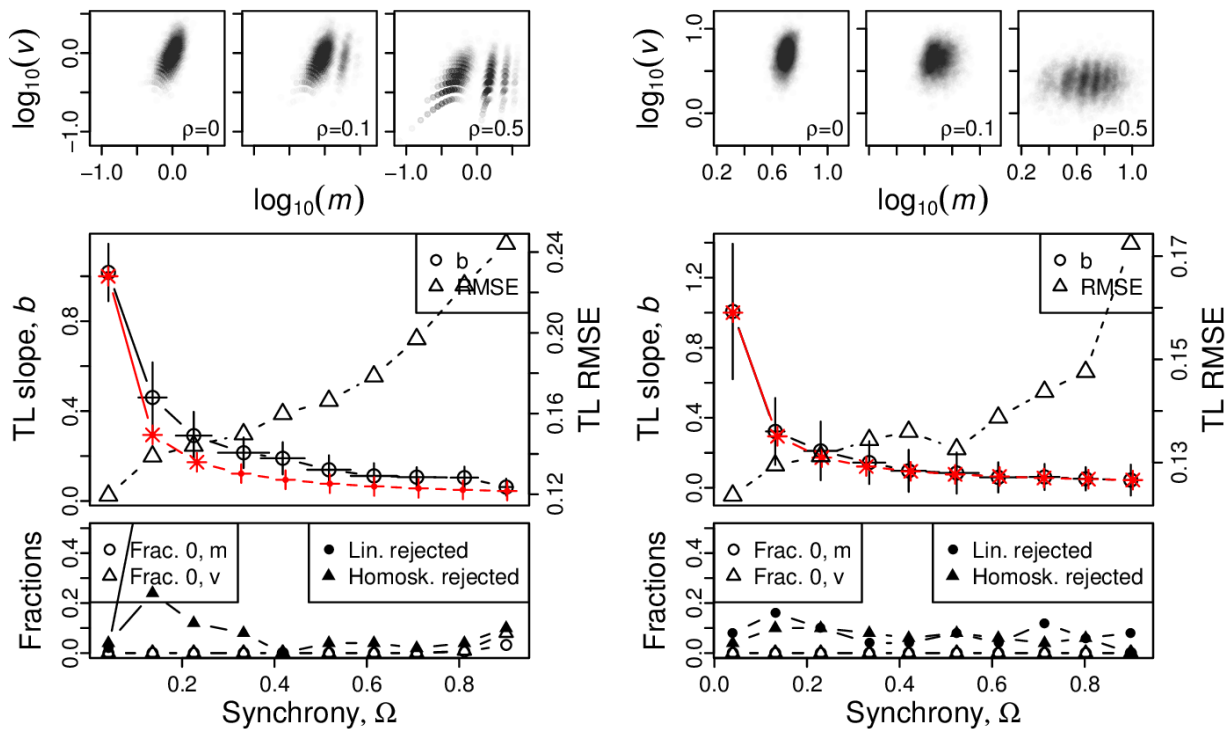 log10(v)
0.0
−1.0
ρ=0
ρ=0.1
ρ=0.5
−1.0 0.0 −1.0 0.0
log10(m)
log10(v)
1.0
0.0
ρ=0
ρ=0.1
ρ=0.5
0.6 1.0 0.6 1.0
log10(m)
TL slope, b
0.0 0.4 0.8
b
RMSE
0.12 0.16 0.20 0.24
TL RMSE
TL slope, b
0.0 0.4 0.8 1.2
b
RMSE
0.13 0.15 0.17
TL RMSE
Fractions
0.0 0.2 0.4
Frac. 0, m
Frac. 0, v
Lin. rejected
Homosk. rejected
0.2 0.4 0.6 0.8
Synchrony, Ω
Fractions
0.0 0.2 0.4
Frac. 0, m
Frac. 0, v
Lin. rejected
Homosk. rejected
0.0 0.2 0.4 0.6 0.8
Synchrony, Ω